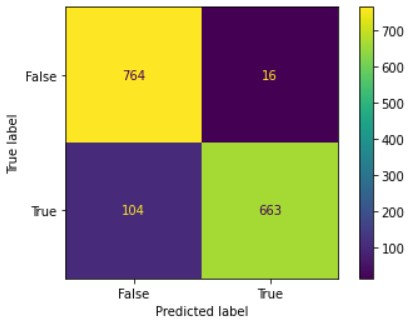 False
764
16
True
104
663
True label
False
True
Predicted label
700
600
500
400
300
200
100